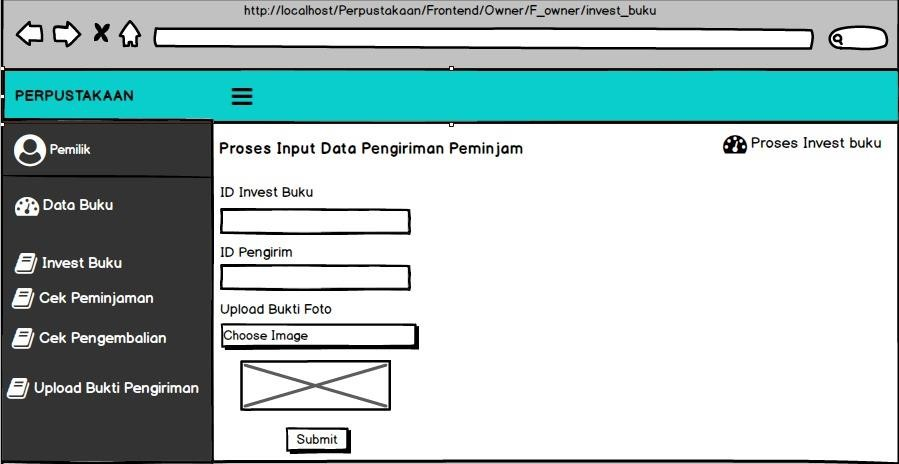 http://localhost/Perpustakaan/Frontend/Owner/F_owner/invest_buku
PERPUSTAKAAN
Pemilik
Data Buku
Invest Buku
Cek Peminjaman
Cek Pengembalian
Upload Bukti Pengiriman
Proses Input Data Pengiriman Peminjam
Proses Invest buku
ID Invest Buku
ID Pengirim
Upload Bukti Foto
Choose Image
Submit